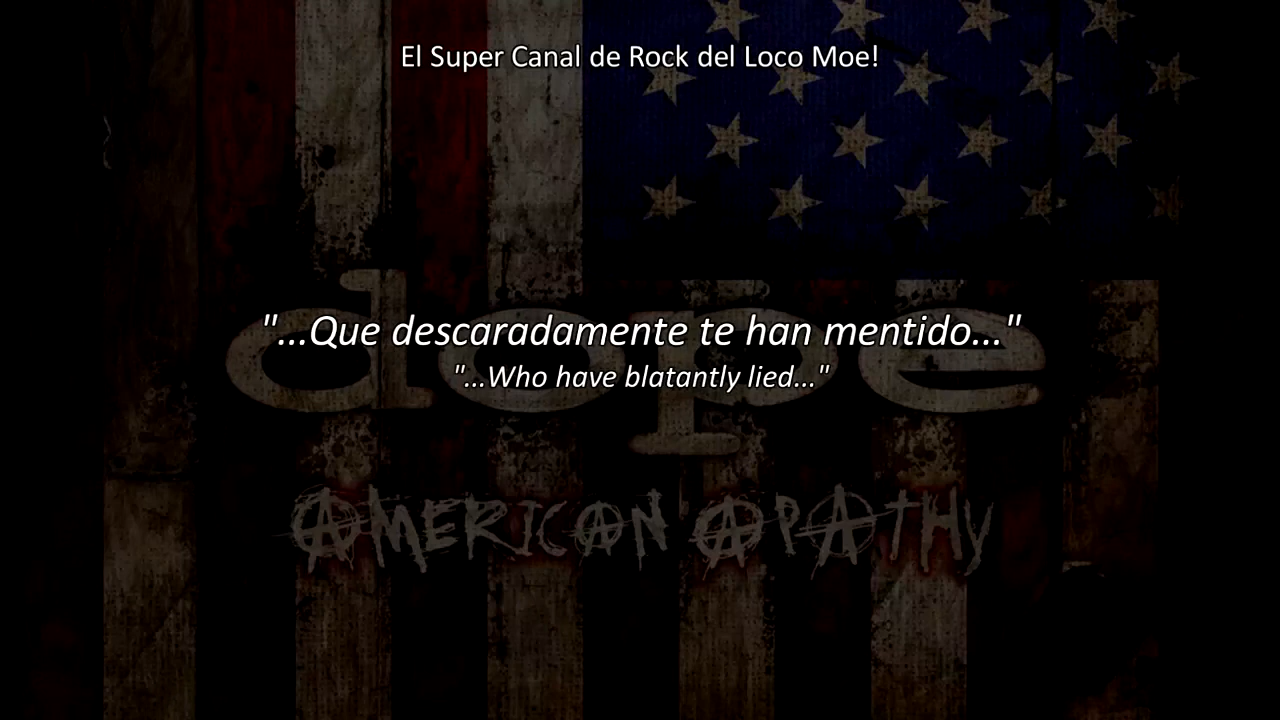 El Super Canal de Rock del Loco Moe!
"...Que descaradamente te han mentido..."
"...Who have blatantly lied..."
dope
AMERICAN APATHY